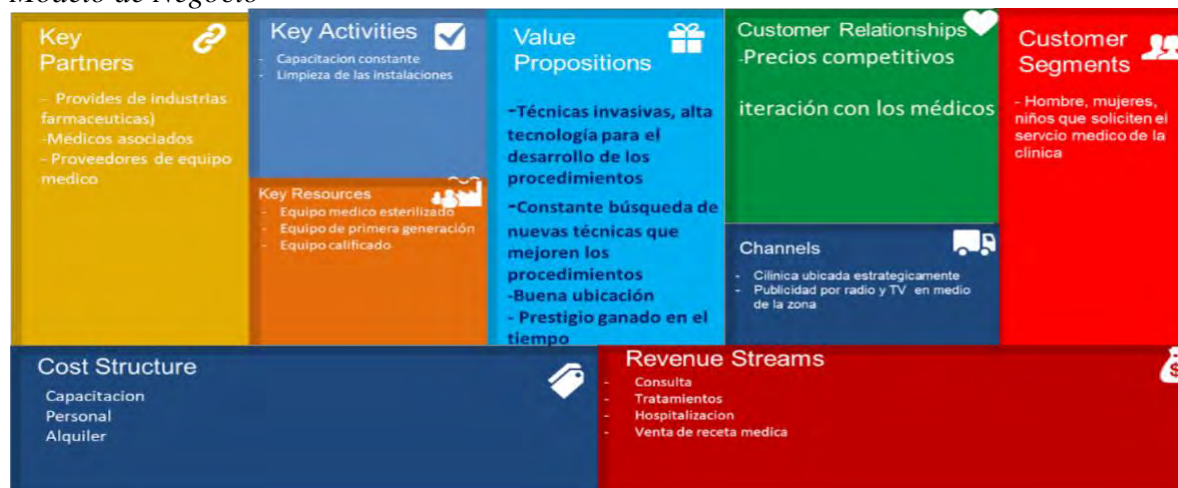 Modelo de Negocio
Key
Partners
- Provides de industrias
farmaceuticas)
-Medicos asociados
- Proveedores de equipo
medico
Key Activities
- Capacitacion constante
- Limpieza de las instalaciones
Key Resources
- Equipo medico esterilizado
- Equipo de primera generación
- Equipo calificado
Value
Propositions
-Técnicas invasivas, alta
tecnología para el
desarrollo de los
procedimientos
-Constante búsqueda de
nuevas técnicas que
mejoren los
procedimientos
-Buena ubicación
- Prestigio ganado en el
tiempo
Customer Relationships
-Precios competitivos
iteración con los médicos
Channels
- Cilinica ubicada estrategicamente
- Publicidad por radio y TV en medio
de la zona
Customer
Segments
- Hombre, mujeres,
niños que soliciten el
servcio medico de la
clinica
Cost Structure
Capacitacion
Personal
Alquiler
Revenue Streams
- Consulta
- Tratamientos
- Hospitalizacion
- Venta de receta medica
$